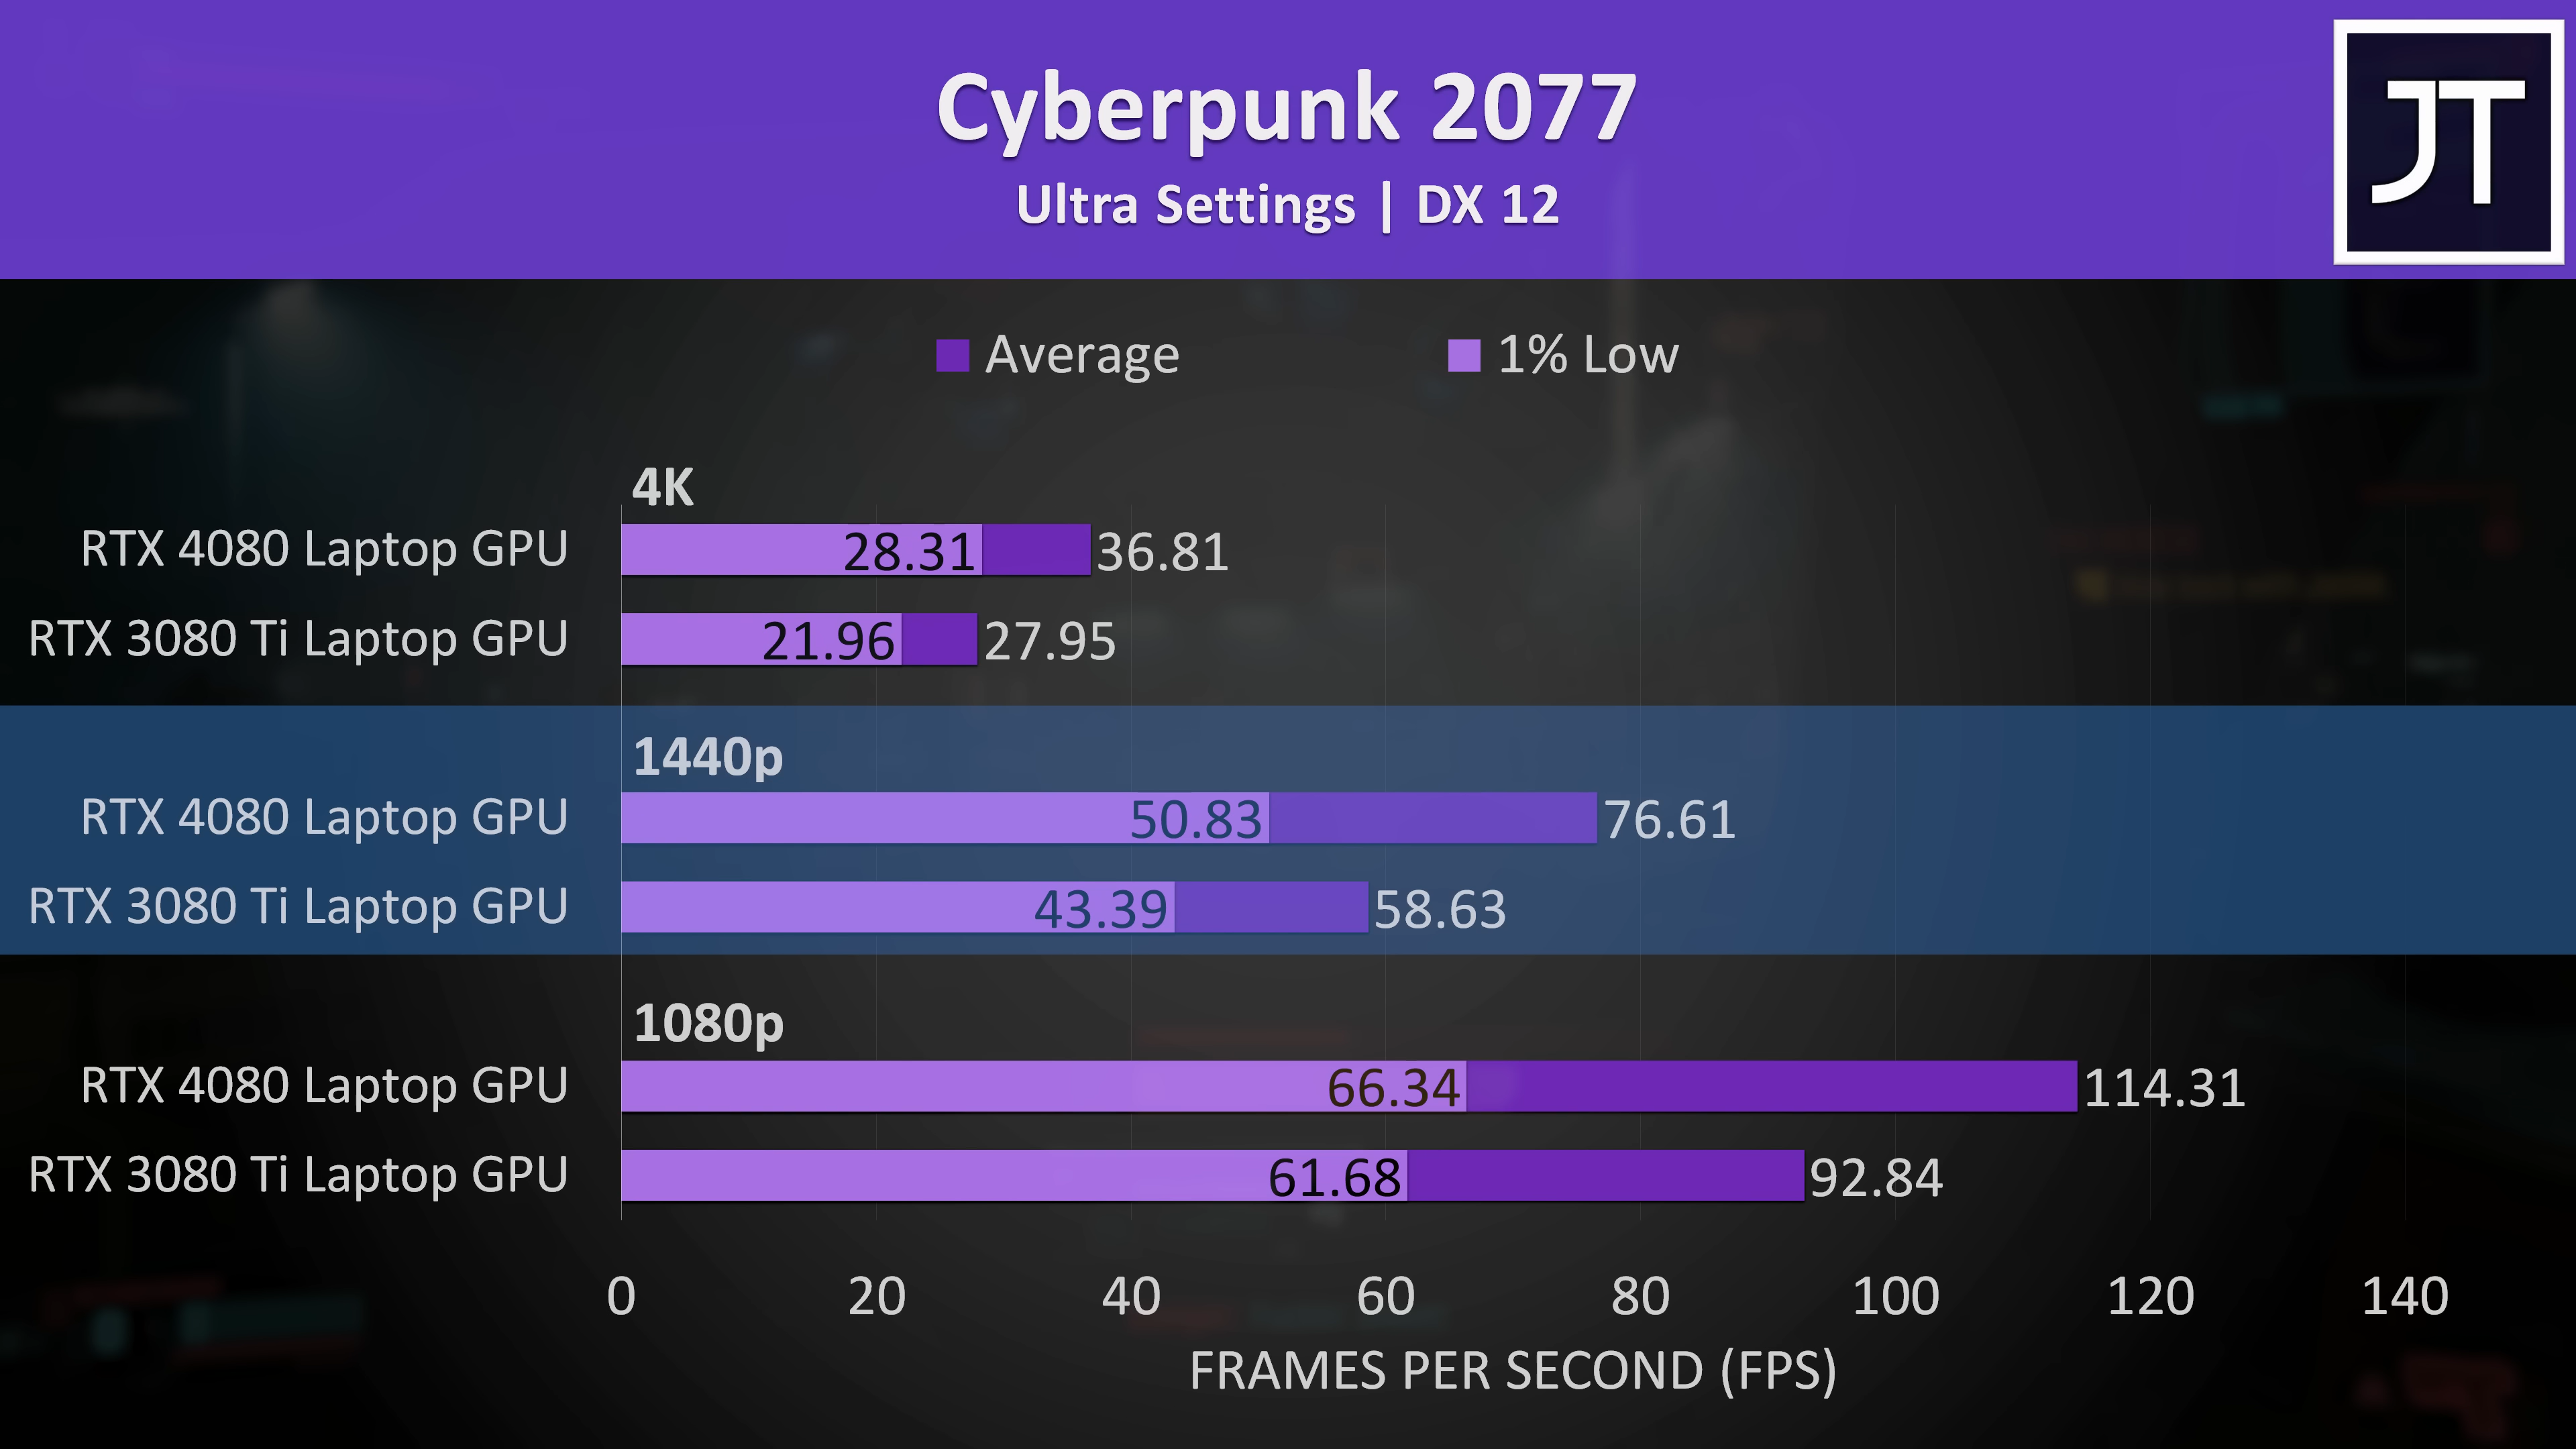 Cyberpunk 2077
JT
Ultra Settings | DX 12
Average
1% Low
4K
RTX 4080 Laptop GPU 28.31 36.81
RTX 3080 Ti Laptop GPU 21.96 27.95
1440p
RTX 4080 Laptop GPU 50.83 76.61
RTX 3080 Ti Laptop GPU 43.39 58.63
1080p
RTX 4080 Laptop GPU 66.34 114.31
RTX 3080 Ti Laptop GPU 61.68 92.84
0 20 40 60 80 100 120 140
FRAMES PER SECOND (FPS)